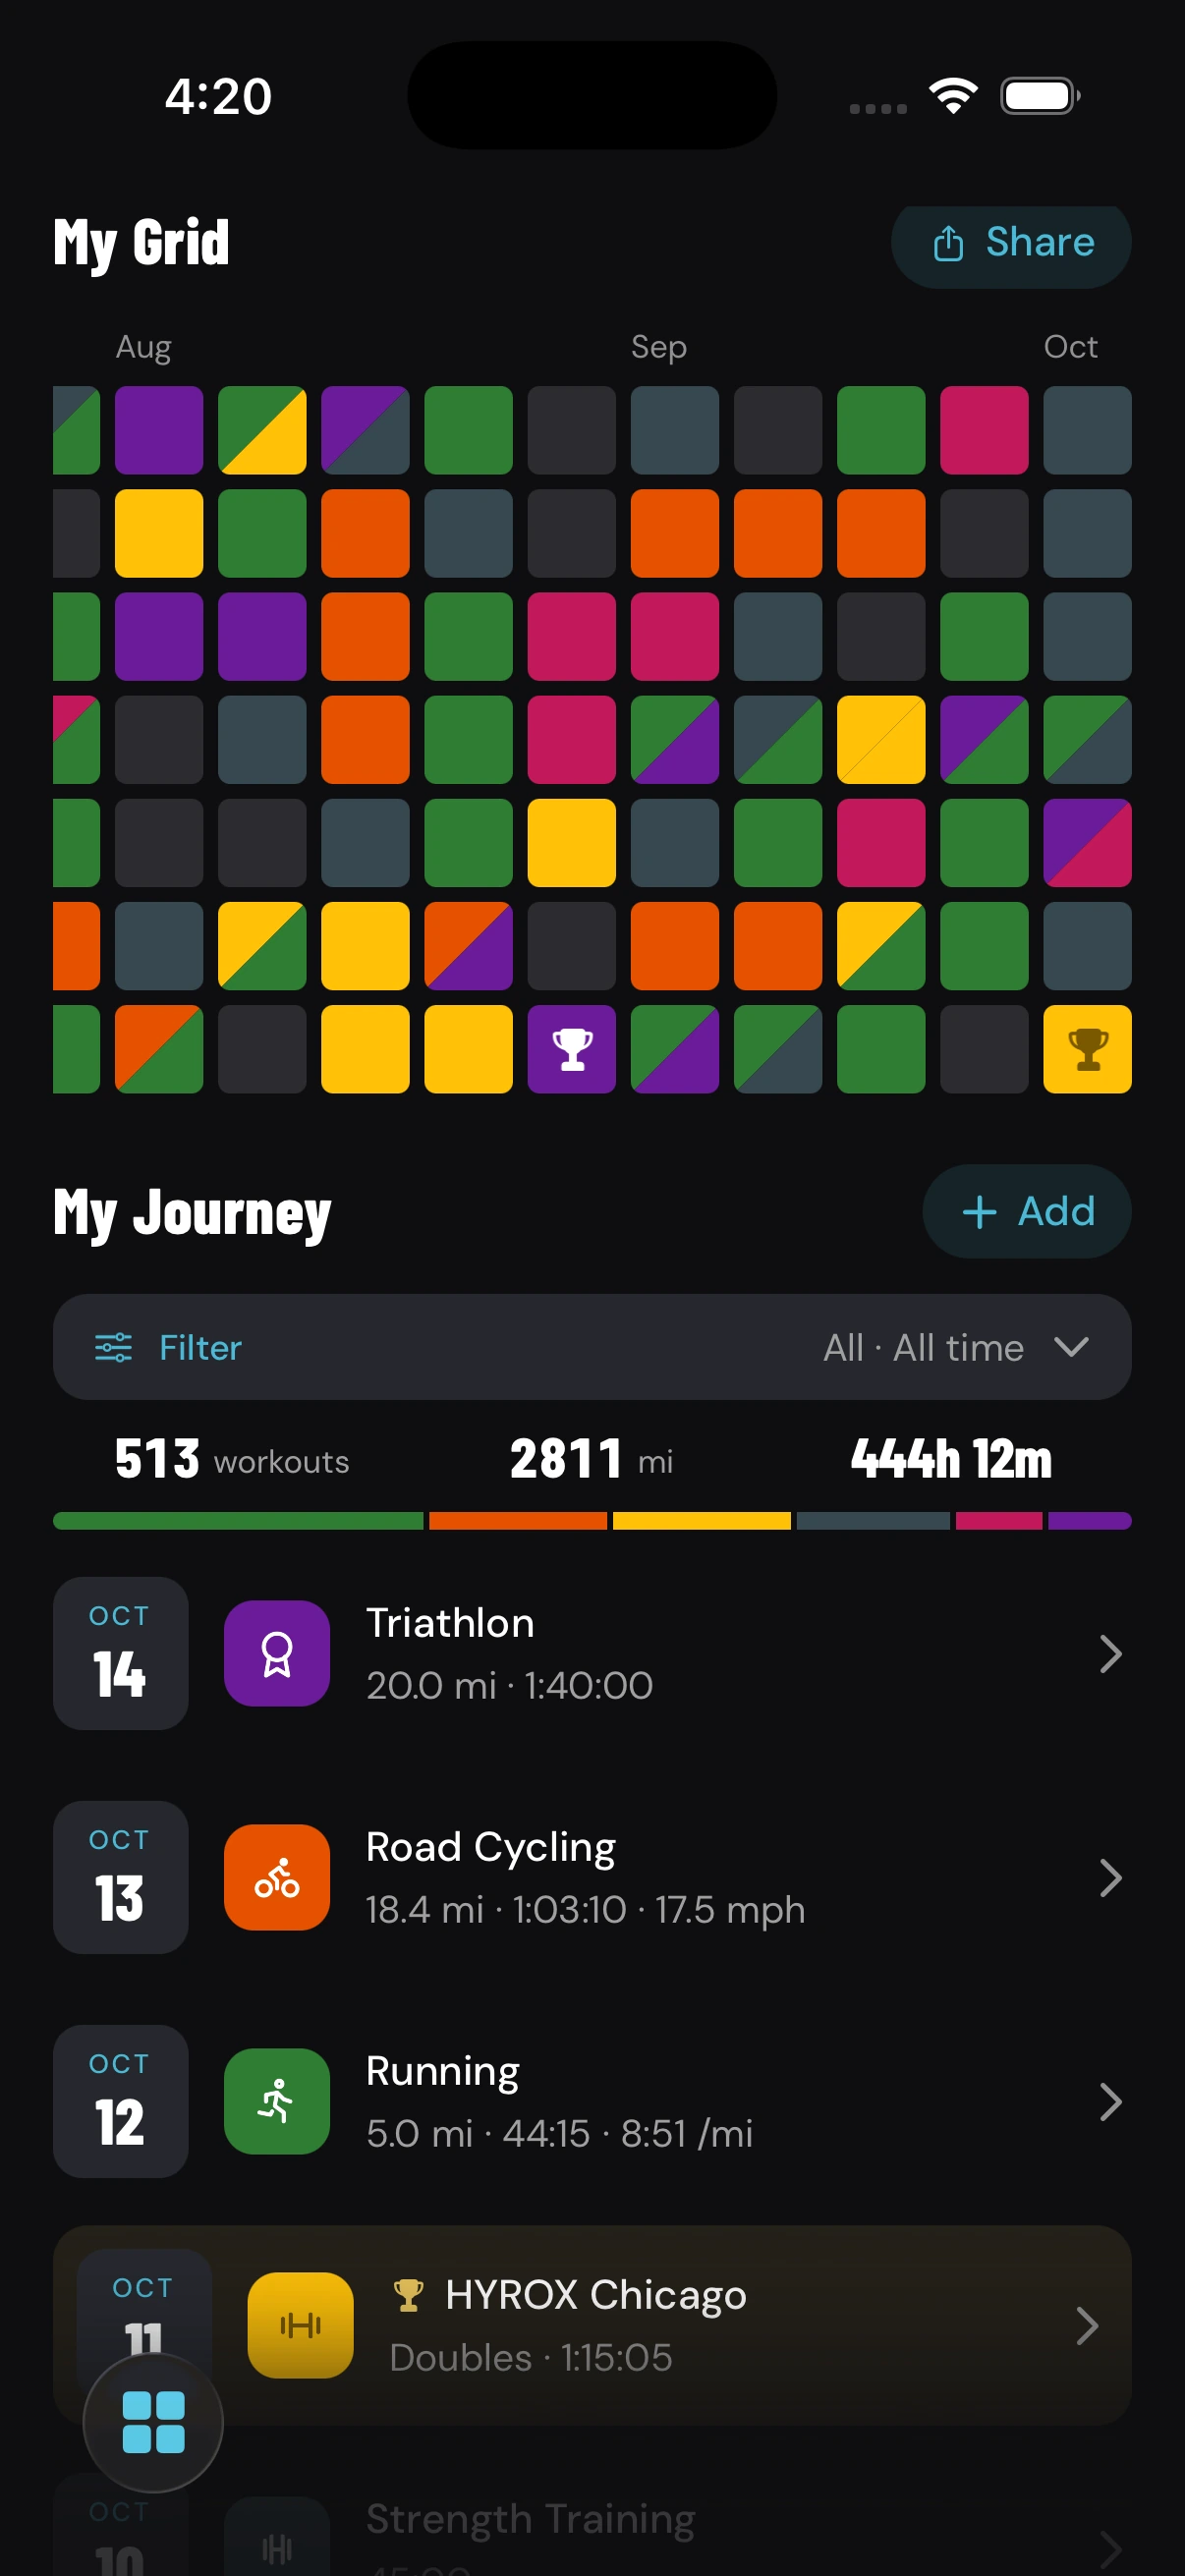 4:20
My Grid
Share
Aug Sep Oct
My Journey
+ Add
Filter
All · All time
513 workouts 2811 mi 444h 12m
OCT
14
Triathlon
20.0 mi · 1:40:00
OCT
13
Road Cycling
18.4 mi · 1:03:10 · 17.5 mph
OCT
12
Running
5.0 mi · 44:15 · 8:51 /mi
OCT
11
HYROX Chicago
Doubles · 1:15:05
OCT
10
Strength Training
45:00